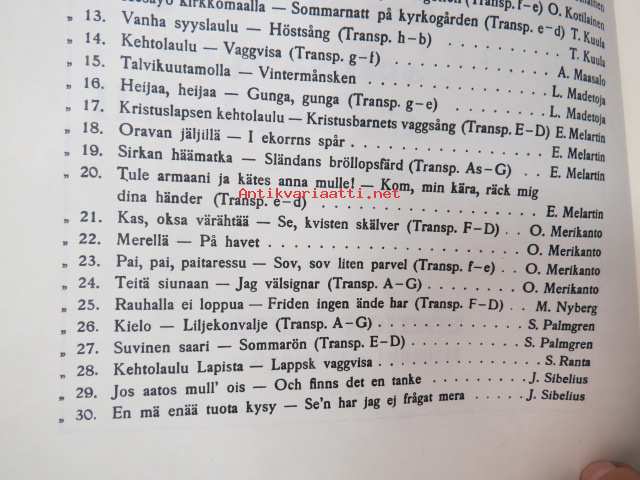 kirkkomaalla — Sommarnatt på kyrkogården (Transp. e–d) O. Kotilainen
„ 13. Vanha syyslaulu — Höstsång (Transp. h–b) . . . . . . . T. Kuula
„ 14. Kehtolaulu — Vaggvisa (Transp. g–f) . . . . . . . . . T. Kuula
„ 15. Talvikuutamolla — Vintermånsken . . . . . . . . . . A. Maasalo
„ 16. Heijaa, heijaa — Gunga, gunga (Transp. g–e) . . . . . . L. Madetoja
„ 17. Kristuslapsen kehtolaulu — Kristusbarnets vaggsång (Transp. E–D) L. Madetoja
„ 18. Oravan jäljillä — I ekorrns spår . . . . . . . . . . . E. Melartin
„ 19. Sirkan häämatka — Sländans bröllopsfärd (Transp. As–G) . . E. Melartin
„ 20. Tule armaani ja kätes anna mulle! — Kom, min kära, räck mig E. Melartin
dina händer (Transp. e–d) . . . . . . . . . . . . . . E. Melartin
„ 21. Kas, oksa värähtää — Se, kvisten skälver (Transp. F–D) . . O. Merikanto
„ 22. Merellä — På havet . . . . . . . . . . . . . . . . O. Merikanto
„ 23. Pai, pai, paitaressu — Sov, sov liten parvel (Transp. f–e) . . O. Merikanto
„ 24. Teitä siunaan — Jag välsignar (Transp. A–G) . . . . . . O. Merikanto
„ 25. Rauhalla ei loppua — Friden ingen ände har (Transp. F–D) . . M. Nyberg
„ 26. Kielo — Liljekonvalje (Transp. A–G) . . . . . . . . . . S. Palmgren
„ 27. Suvinen saari — Sommarön (Transp. E–D) . . . . . . . . S. Palmgren
„ 28. Kehtolaulu Lapista — Lappsk vaggvisa . . . . . . . . . . S. Ranta
„ 29. Jos aatos mull' ois — Och finns det en tanke . . . . . . . J. Sibelius
„ 30. En mä enää tuota kysy — Se'n har jag ej frågat mera . . . . . J. Sibelius
Antikvariaatti.net